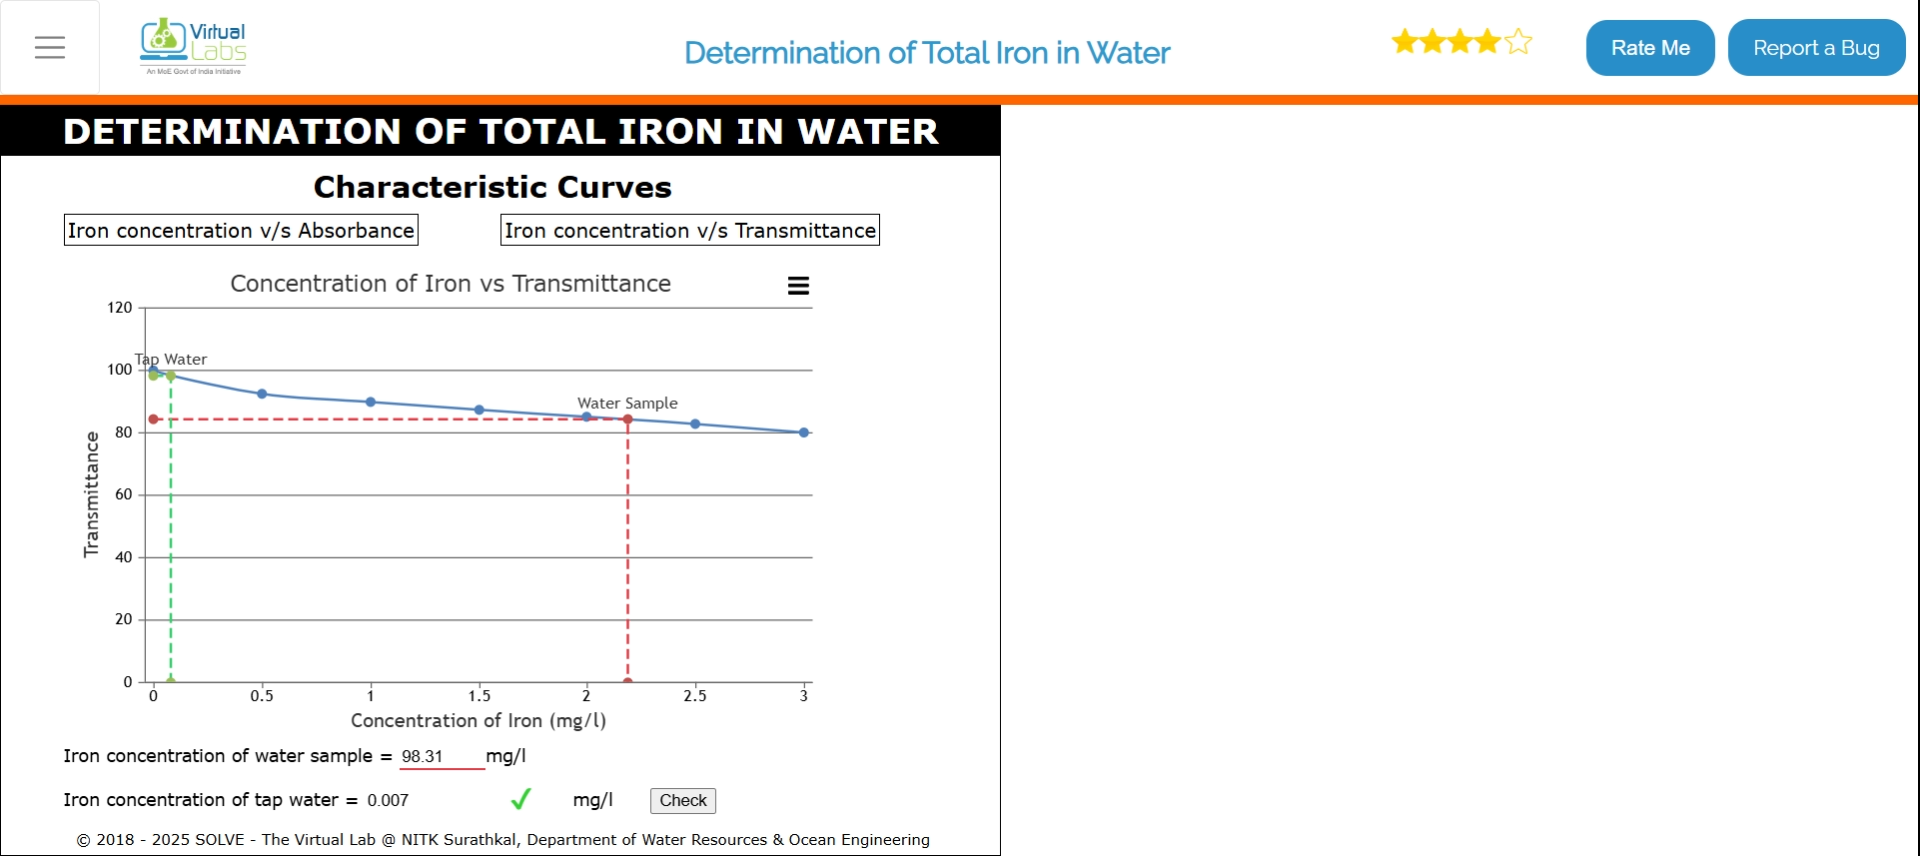 Virtual
Labs
An MoE Govt of India Initiative
Determination of Total Iron in Water
Rate Me
Report a Bug
DETERMINATION OF TOTAL IRON IN WATER
Characteristic Curves
Iron concentration v/s Absorbance
Iron concentration v/s Transmittance
Concentration of Iron vs Transmittance
120
100
80
60
40
20
0
Transmittance
Tap Water
Water Sample
0 0.5 1 1.5 2 2.5 3
Concentration of Iron (mg/l)
Iron concentration of water sample = 98.31 mg/l
Iron concentration of tap water = 0.007 mg/l Check
© 2018 - 2025 SOLVE - The Virtual Lab @ NITK Surathkal, Department of Water Resources & Ocean Engineering